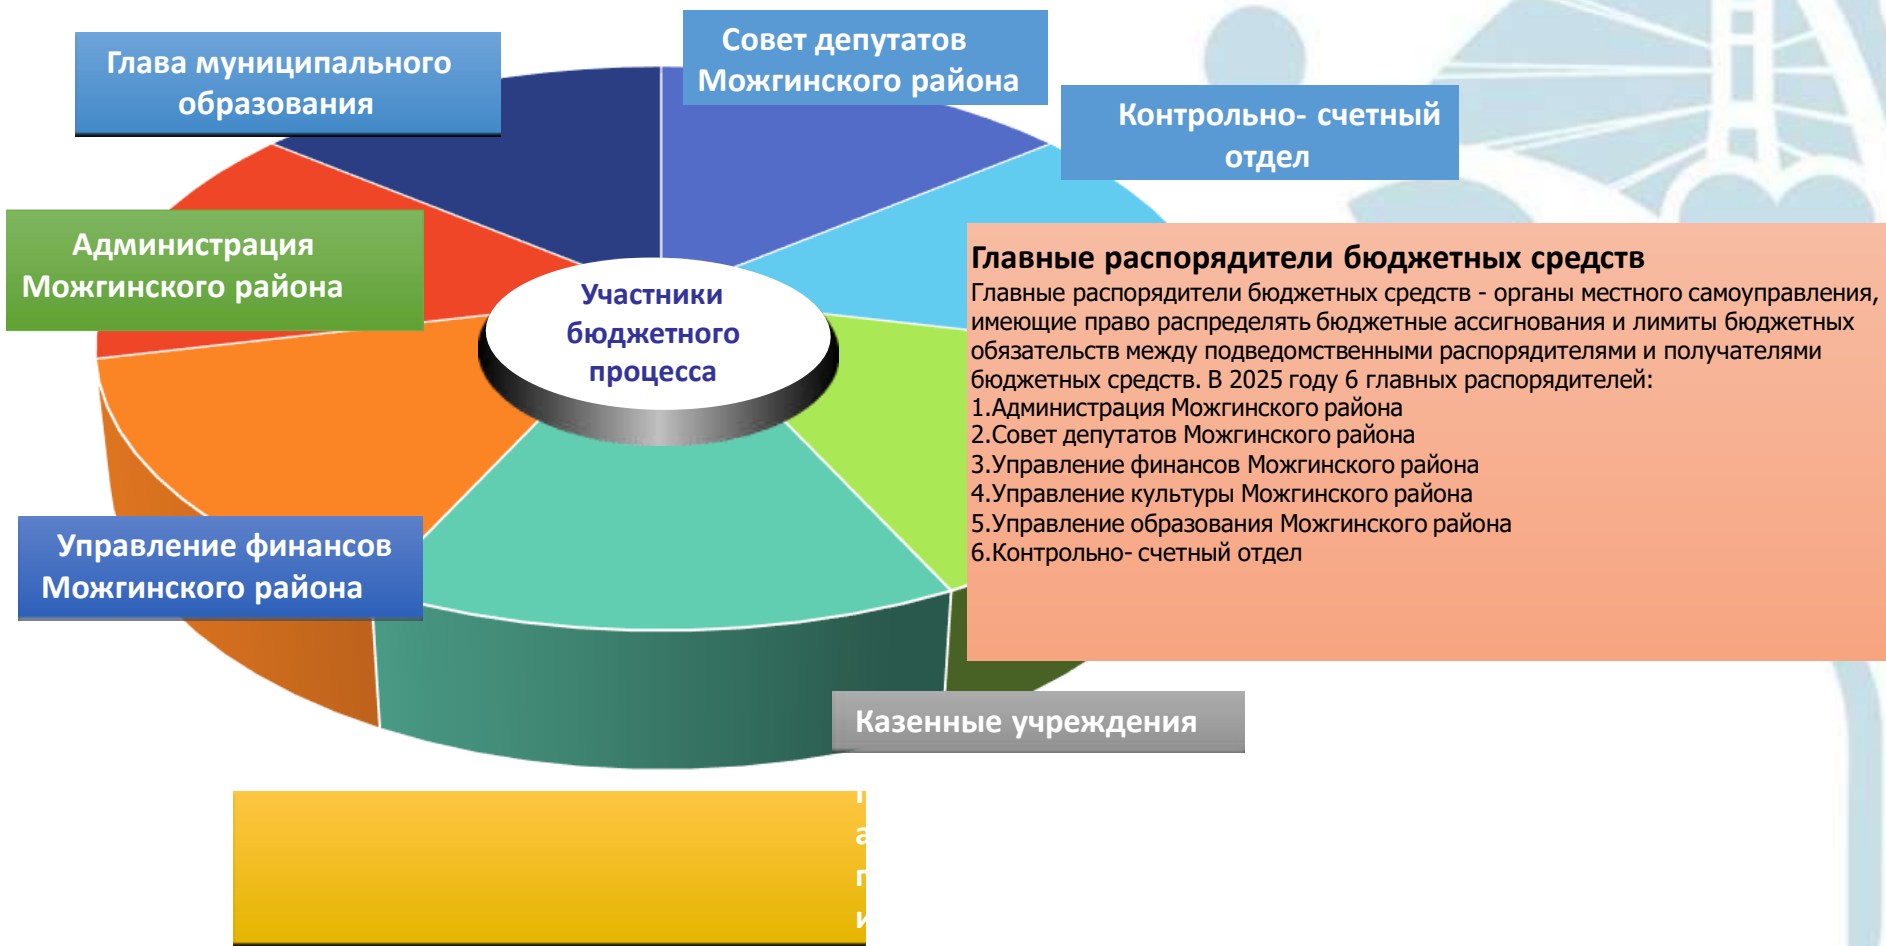 Глава муниципального
образования
Совет депутатов
Можгинского района
Контрольно- счетный
отдел
Администрация
Можгинского района
Участники
бюджетного
процесса
Главные распорядители бюджетных средств
Главные распорядители бюджетных средств - органы местного самоуправления,
имеющие право распределять бюджетные ассигнования и лимиты бюджетных
обязательств между подведомственными распорядителями и получателями
бюджетных средств. В 2025 году 6 главных распорядителей:
1.Администрация Можгинского района
2.Совет депутатов Можгинского района
3.Управление финансов Можгинского района
4.Управление культуры Можгинского района
5.Управление образования Можгинского района
6.Контрольно- счетный отдел
Управление финансов
Можгинского района
Казенные учреждения